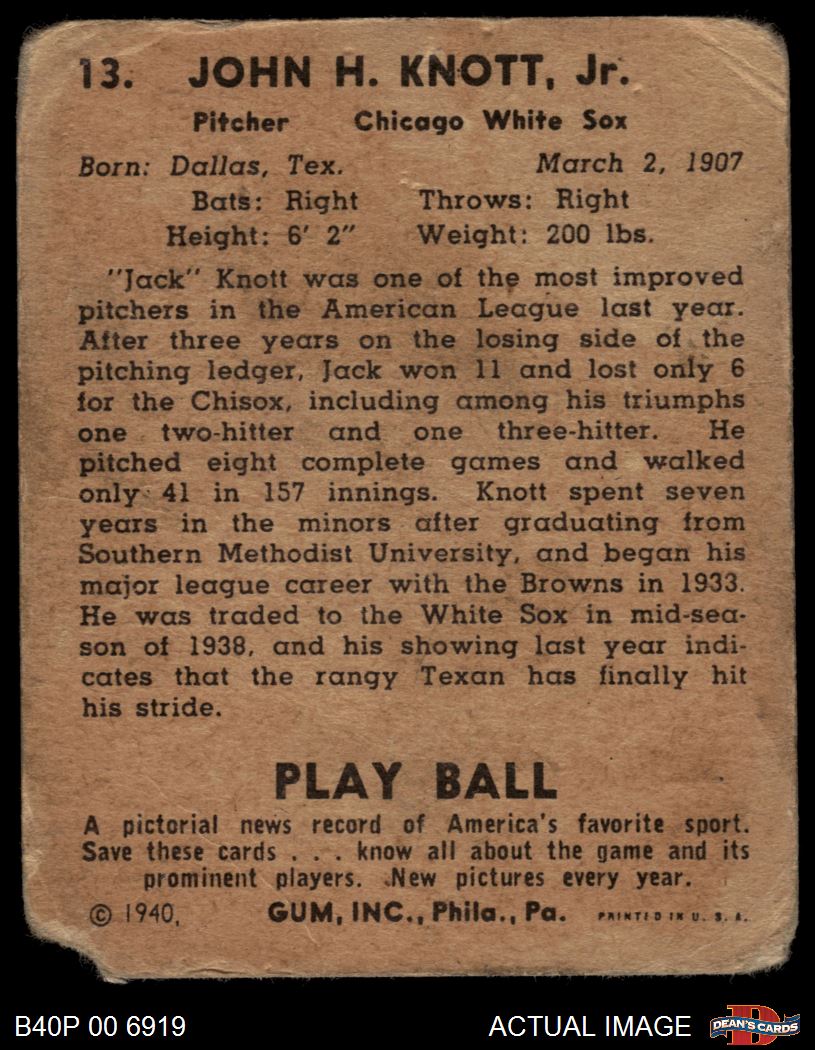 13. JOHN H. KNOTT, Jr.
Pitcher Chicago White Sox
Born: Dallas, Tex. March 2, 1907
Bats: Right Throws: Right
Height: 6' 2" Weight: 200 lbs.
"Jack" Knott was one of the most improved
pitchers in the American League last year.
After three years on the losing side of the
pitching ledger, Jack won 11 and lost only 6
for the Chisox, including among his triumphs
one two-hitter and one three-hitter. He
pitched eight complete games and walked
only 41 in 157 innings. Knott spent seven
years in the minors after graduating from
Southern Methodist University, and began his
major league career with the Browns in 1933.
He was traded to the White Sox in mid-sea-
son of 1938, and his showing last year indi-
cates that the rangy Texan has finally hit
his stride.
PLAY BALL
A pictorial news record of America's favorite sport.
Save these cards . . . know all about the game and its
prominent players. New pictures every year.
© 1940, GUM, INC., Phila., Pa. PRINTED IN U. S. A.
B40P 00 6919 ACTUAL IMAGE D DEAN'S CARDS